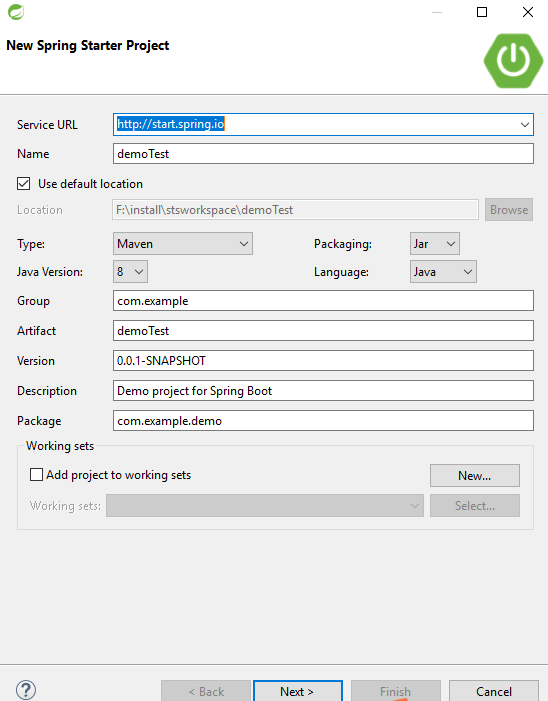 New Spring Starter Project
Service URL http://start.spring.io
Name demoTest
Use default location
Location F:\install\stsworkspace\demoTest Browse
Type: Maven Packaging: Jar
Java Version: 8 Language: Java
Group com.example
Artifact demoTest
Version 0.0.1-SNAPSHOT
Description Demo project for Spring Boot
Package com.example.demo
Working sets
Add project to working sets New...
Working sets: Select...
? < Back Next > Finish Cancel